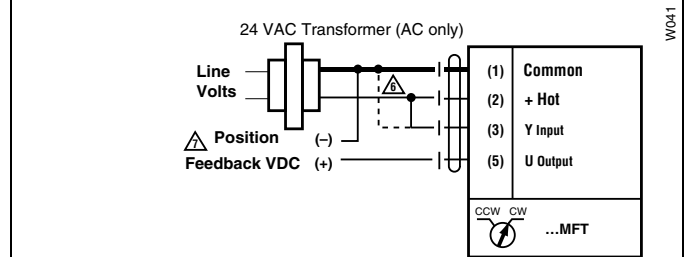 24 VAC Transformer (AC only)
W041
Line
Volts
(1) Common
6
(2) + Hot
(3) Y Input
7 Position (–)
Feedback VDC (+)
(5) U Output
CCW CW
...MFT